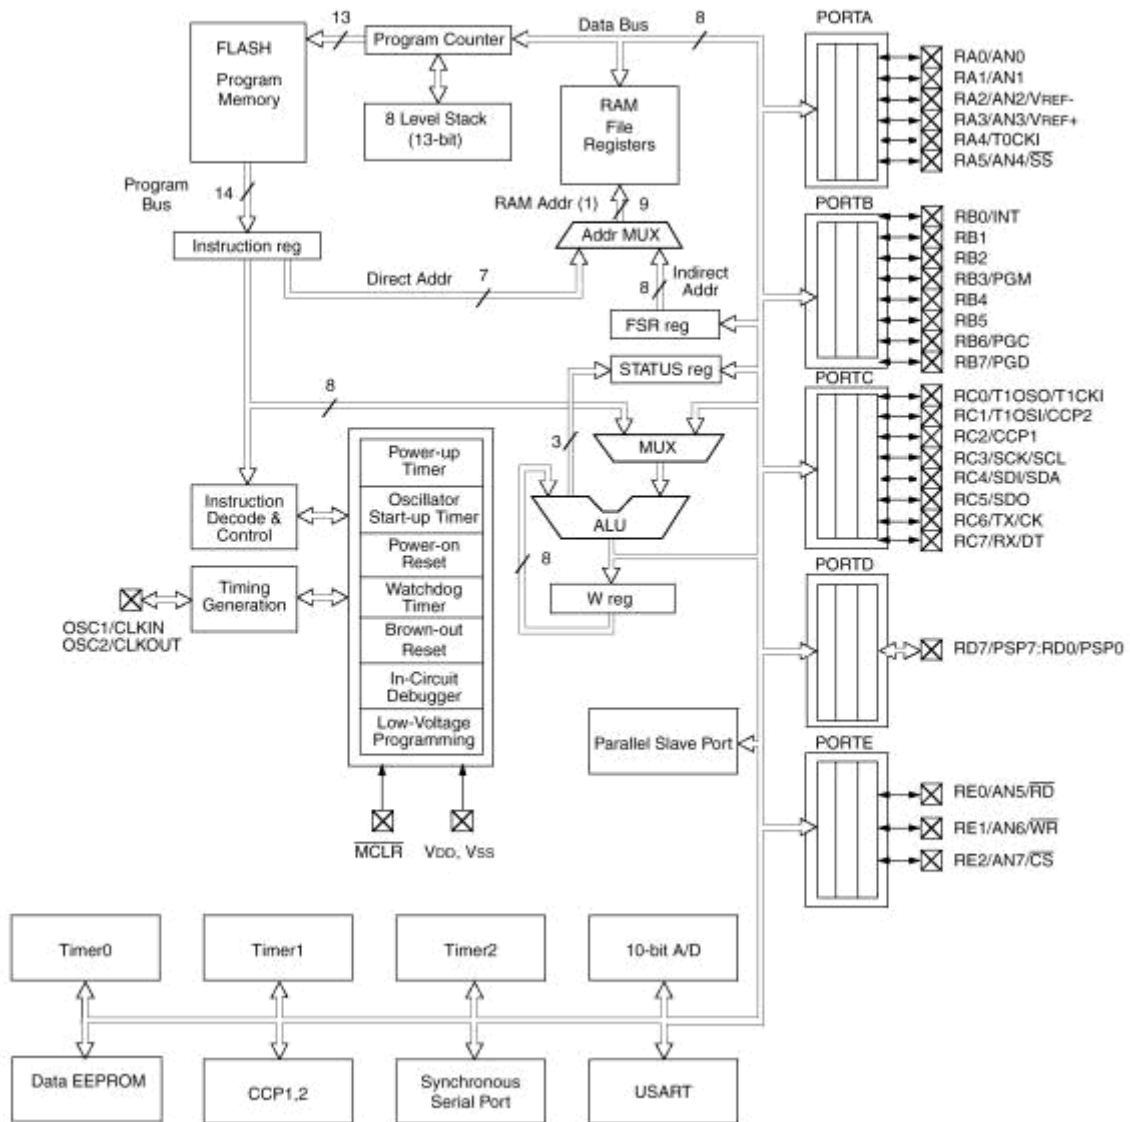 13
Data Bus
8
PORTA
FLASH
Program
Memory
Program Counter
8 Level Stack
(13-bit)
RAM
File
Registers
RA0/AN0
RA1/AN1
RA2/AN2/VREF-
RA3/AN3/VREF+
RA4/T0CKI
RA5/AN4/SS
Program
Bus
14
RAM Addr (1)
9
PORTB
Instruction reg
Addr MUX
RB0/INT
RB1
RB2
RB3/PGM
RB4
RB5
RB6/PGC
RB7/PGD
Direct Addr
7
8
Indirect
Addr
FSR reg
STATUS reg
PORTC
8
3
MUX
RC0/T1OSO/T1CKI
RC1/T1OSI/CCP2
RC2/CCP1
RC3/SCK/SCL
RC4/SDI/SDA
RC5/SDO
RC6/TX/CK
RC7/RX/DT
Power-up
Timer
Oscillator
Start-up Timer
Power-on
Reset
Watchdog
Timer
Brown-out
Reset
In-Circuit
Debugger
Low-Voltage
Programming
Instruction
Decode &
Control
ALU
8
W reg
Timing
Generation
OSC1/CLKIN
OSC2/CLKOUT
PORTD
RD7/PSP7:RD0/PSP0
Parallel Slave Port
PORTE
RE0/AN5/RD
RE1/AN6/WR
RE2/AN7/CS
MCLR
VDD, VSS
Timer0
Timer1
Timer2
10-bit A/D
Data EEPROM
CCP1,2
Synchronous
Serial Port
USART